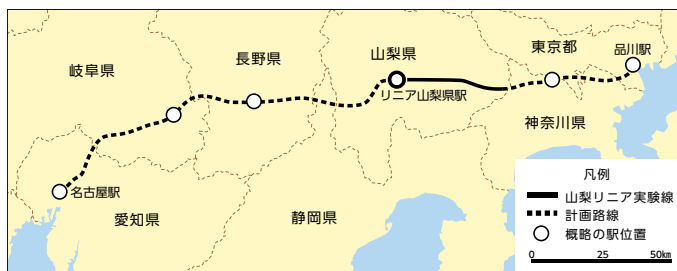 東京都
品川駅
山梨県
長野県
岐阜県
リニア山梨県駅
神奈川県
名古屋駅
愛知県
静岡県
凡例
山梨リニア実験線
計画路線
概略の駅位置
0 25 50km